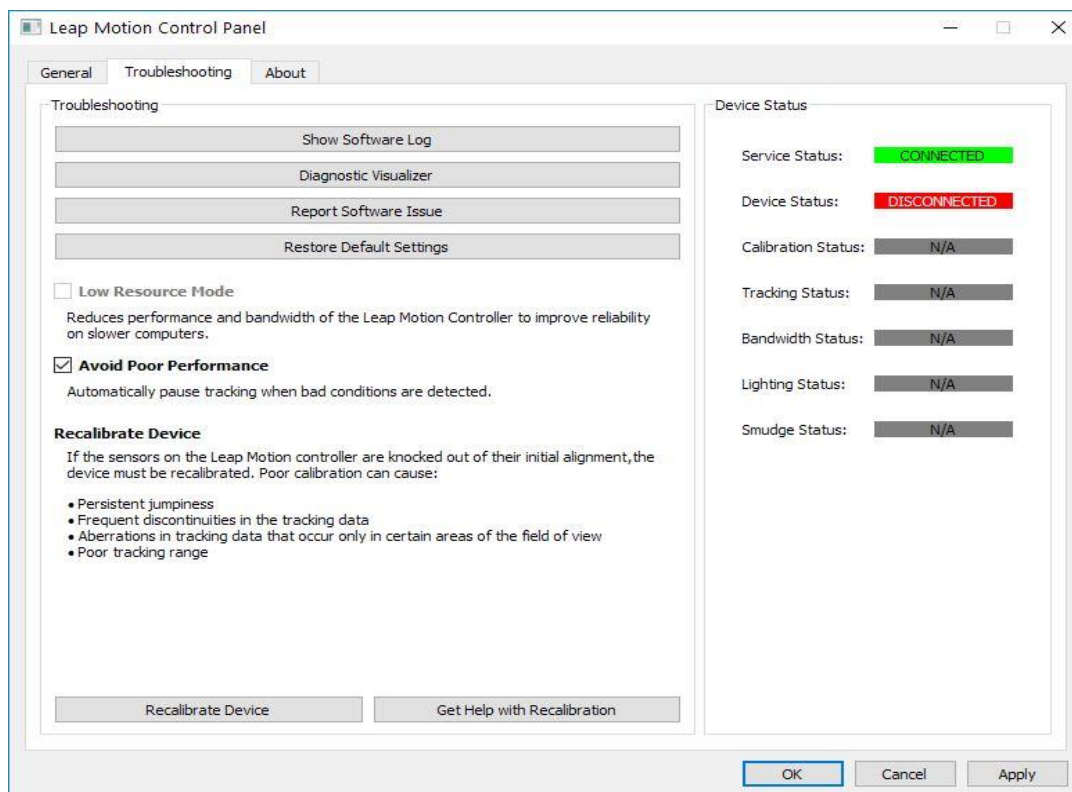 Leap Motion Control Panel
General
Troubleshooting
About
Troubleshooting
Show Software Log
Diagnostic Visualizer
Report Software Issue
Restore Default Settings
Low Resource Mode
Reduces performance and bandwidth of the Leap Motion Controller to improve reliability
on slower computers.
Avoid Poor Performance
Automatically pause tracking when bad conditions are detected.
Recalibrate Device
If the sensors on the Leap Motion controller are knocked out of their initial alignment,the
device must be recalibrated. Poor calibration can cause:
• Persistent jumpiness
• Frequent discontinuities in the tracking data
• Aberrations in tracking data that occur only in certain areas of the field of view
• Poor tracking range
Recalibrate Device
Get Help with Recalibration
Device Status
Service Status: CONNECTED
Device Status: DISCONNECTED
Calibration Status: N/A
Tracking Status: N/A
Bandwidth Status: N/A
Lighting Status: N/A
Smudge Status: N/A
OK
Cancel
Apply